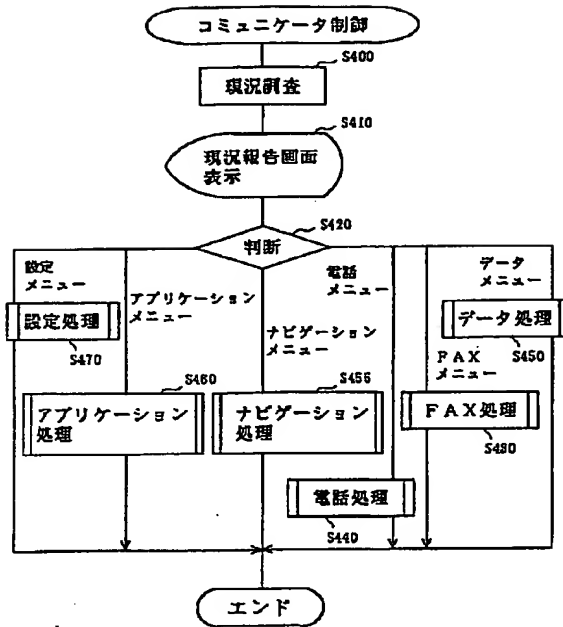 コミュニケータ制御
S400
現況調査
S410
現況報告画面
表示
S420
判断
設定
メニュー
アプリケーション
メニュー
ナビゲーション
メニュー
電話
メニュー
データ
メニュー
設定処理
S470
データ処理
S450
FAX
メニュー
S460
アプリケーション
処理
S455
ナビゲーション
処理
FAX処理
S430
電話処理
S440
エンド